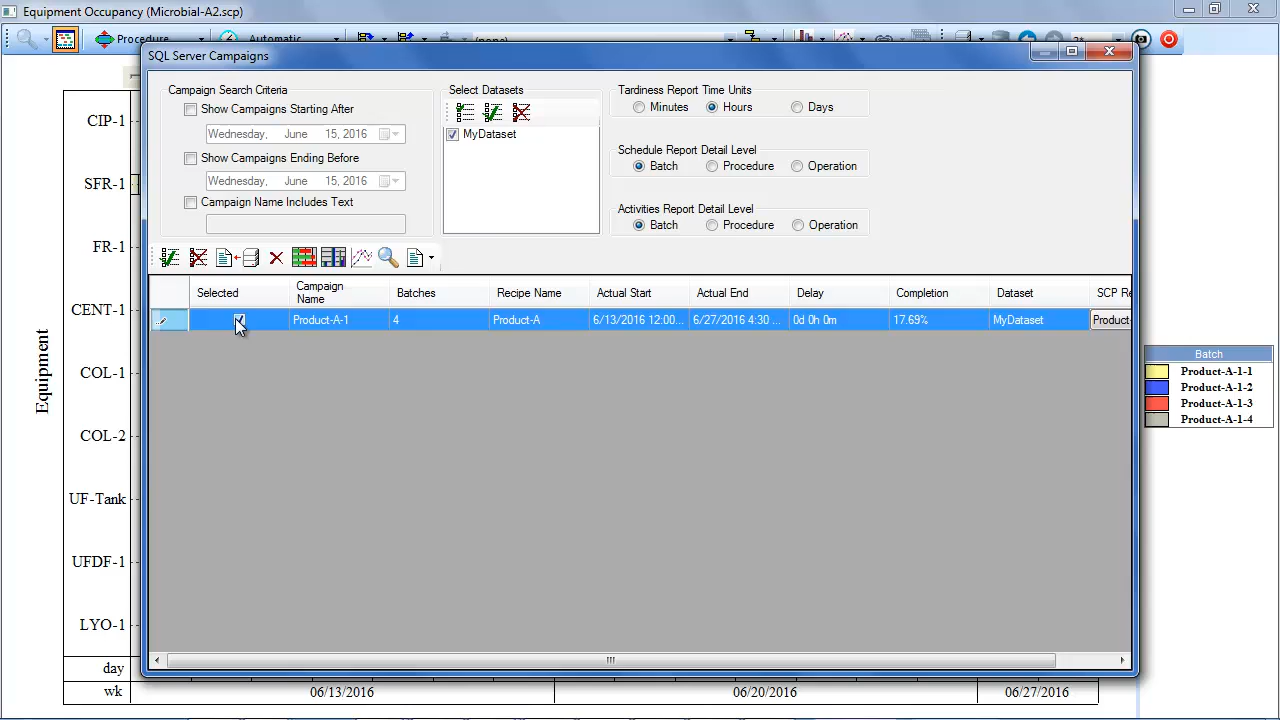 Equipment Occupancy (Microbial-A2.scp)
Procedure
Automatic
(none)
SQL Server Campaigns
Campaign Search Criteria
Show Campaigns Starting After
Wednesday, June 15, 2016
Show Campaigns Ending Before
Wednesday, June 15, 2016
Campaign Name Includes Text
Select Datasets
MyDataset
Tardiness Report Time Units
Minutes Hours Days
Schedule Report Detail Level
Batch Procedure Operation
Activities Report Detail Level
Batch Procedure Operation
Selected Campaign Name Batches Recipe Name Actual Start Actual End Delay Completion Dataset SCP Re
Product-A-1 4 Product-A 6/13/2016 12:00... 6/27/2016 4:30 ... 0d 0h 0m 17.69% MyDataset Product-
Equipment
CIP-1
SFR-1
FR-1
CENT-1
COL-1
COL-2
UF-Tank
UFDF-1
LYO-1
day
wk 06/13/2016 06/20/2016 06/27/2016
Batch
Product-A-1-1
Product-A-1-2
Product-A-1-3
Product-A-1-4